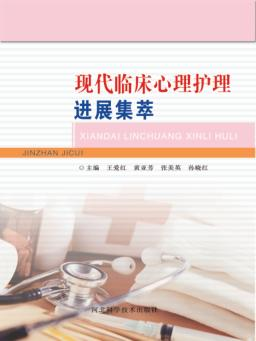 现代临床心理护理
进展集萃
XIANDAI LINCHUANG XINLI HULI
JINZHAN JICUI
◎主编 王爱红 黄亚芳 张美英 孙晓红
河北科学技术出版社